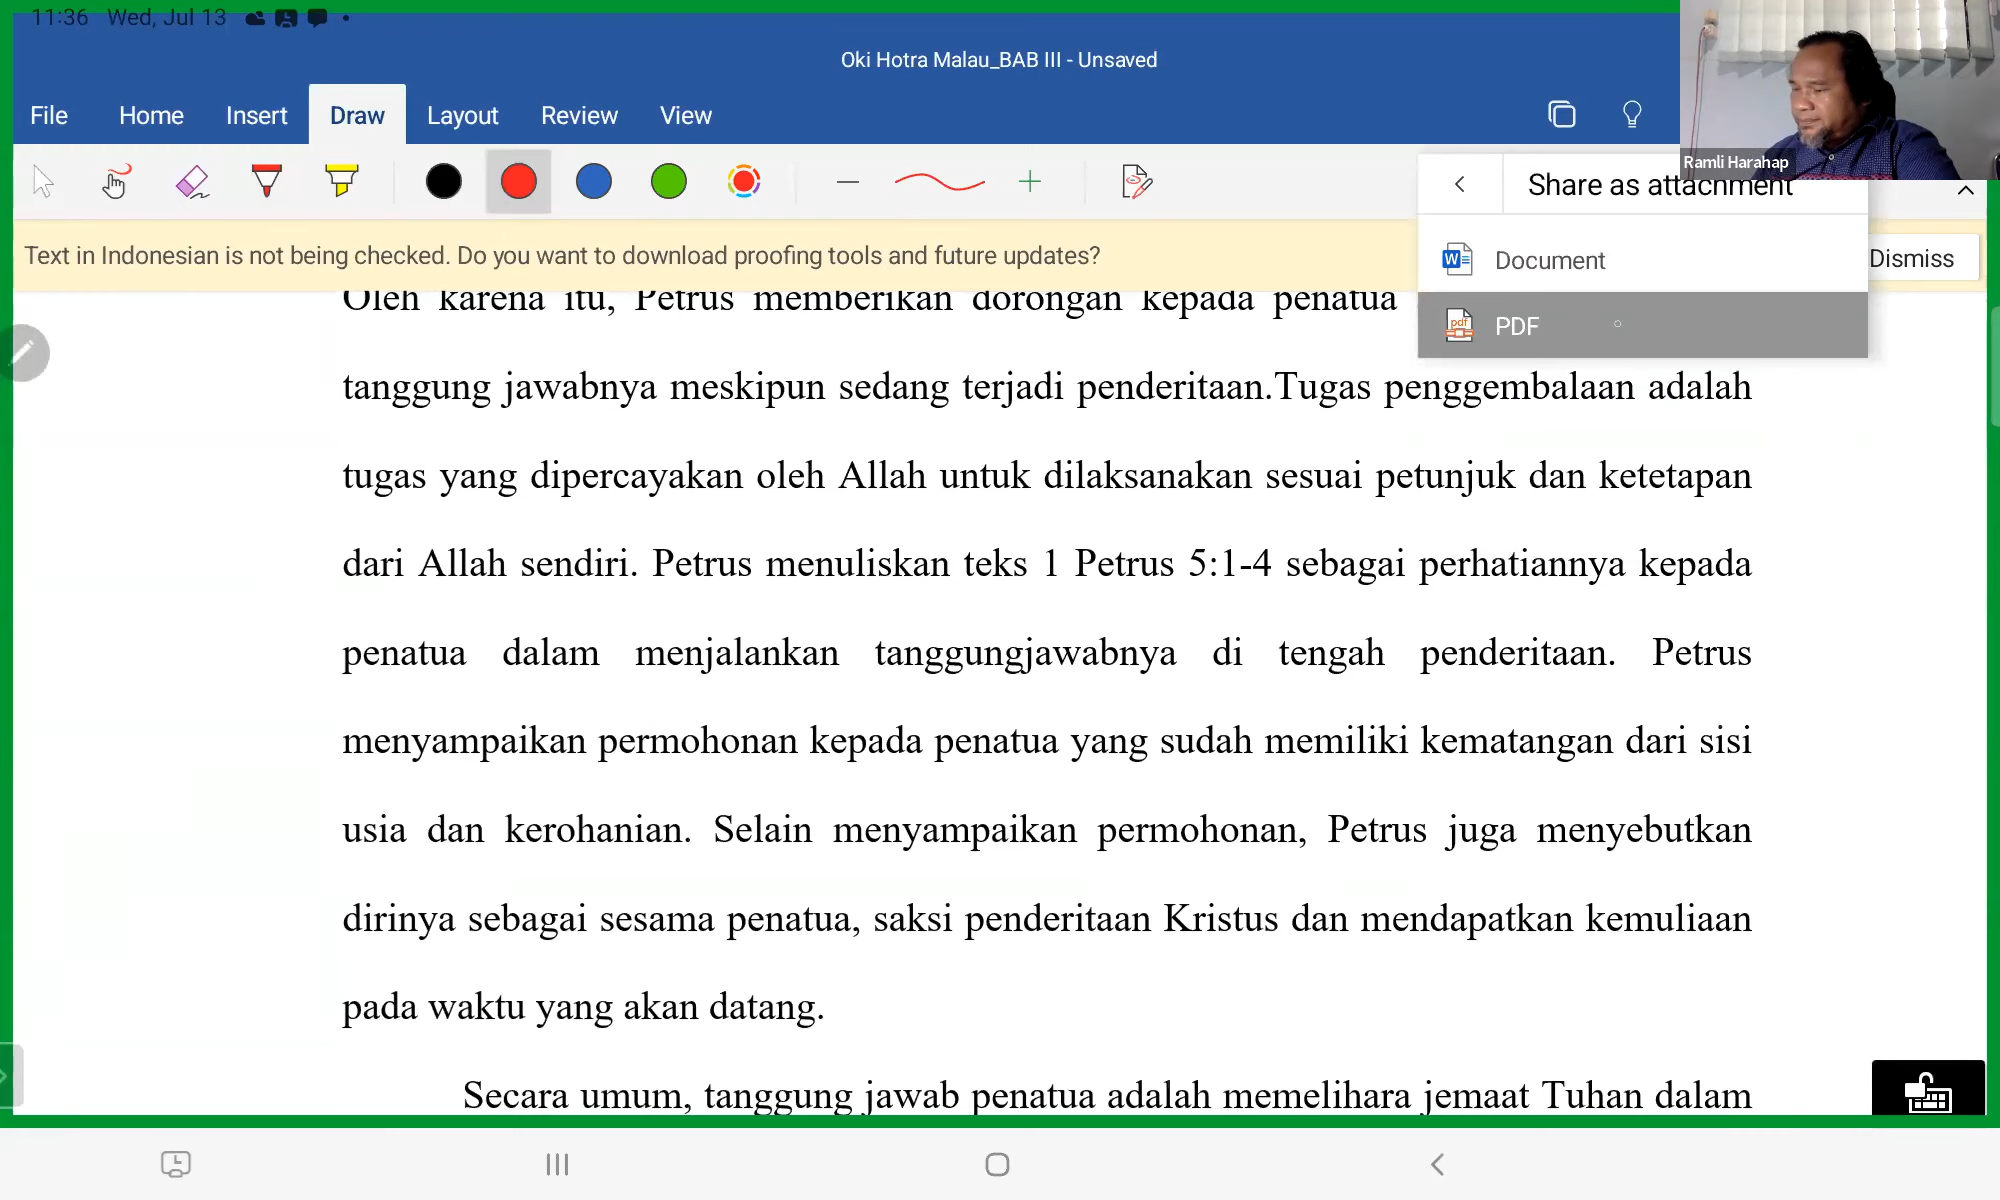 11:36 Wed, Jul 13
Oki Hotra Malau_BAB III - Unsaved
File Home Insert Draw Layout Review View
Ramli Harahap
Share as attachment
Text in Indonesian is not being checked. Do you want to download proofing tools and future updates?
Dismiss
Document
pdf PDF
Oleh karena itu, Petrus memberikan dorongan kepada penatua
tanggung jawabnya meskipun sedang terjadi penderitaan.Tugas penggembalaan adalah
tugas yang dipercayakan oleh Allah untuk dilaksanakan sesuai petunjuk dan ketetapan
dari Allah sendiri. Petrus menuliskan teks 1 Petrus 5:1-4 sebagai perhatiannya kepada
penatua dalam menjalankan tanggungjawabnya di tengah penderitaan. Petrus
menyampaikan permohonan kepada penatua yang sudah memiliki kematangan dari sisi
usia dan kerohanian. Selain menyampaikan permohonan, Petrus juga menyebutkan
dirinya sebagai sesama penatua, saksi penderitaan Kristus dan mendapatkan kemuliaan
pada waktu yang akan datang.
Secara umum, tanggung jawab penatua adalah memelihara jemaat Tuhan dalam